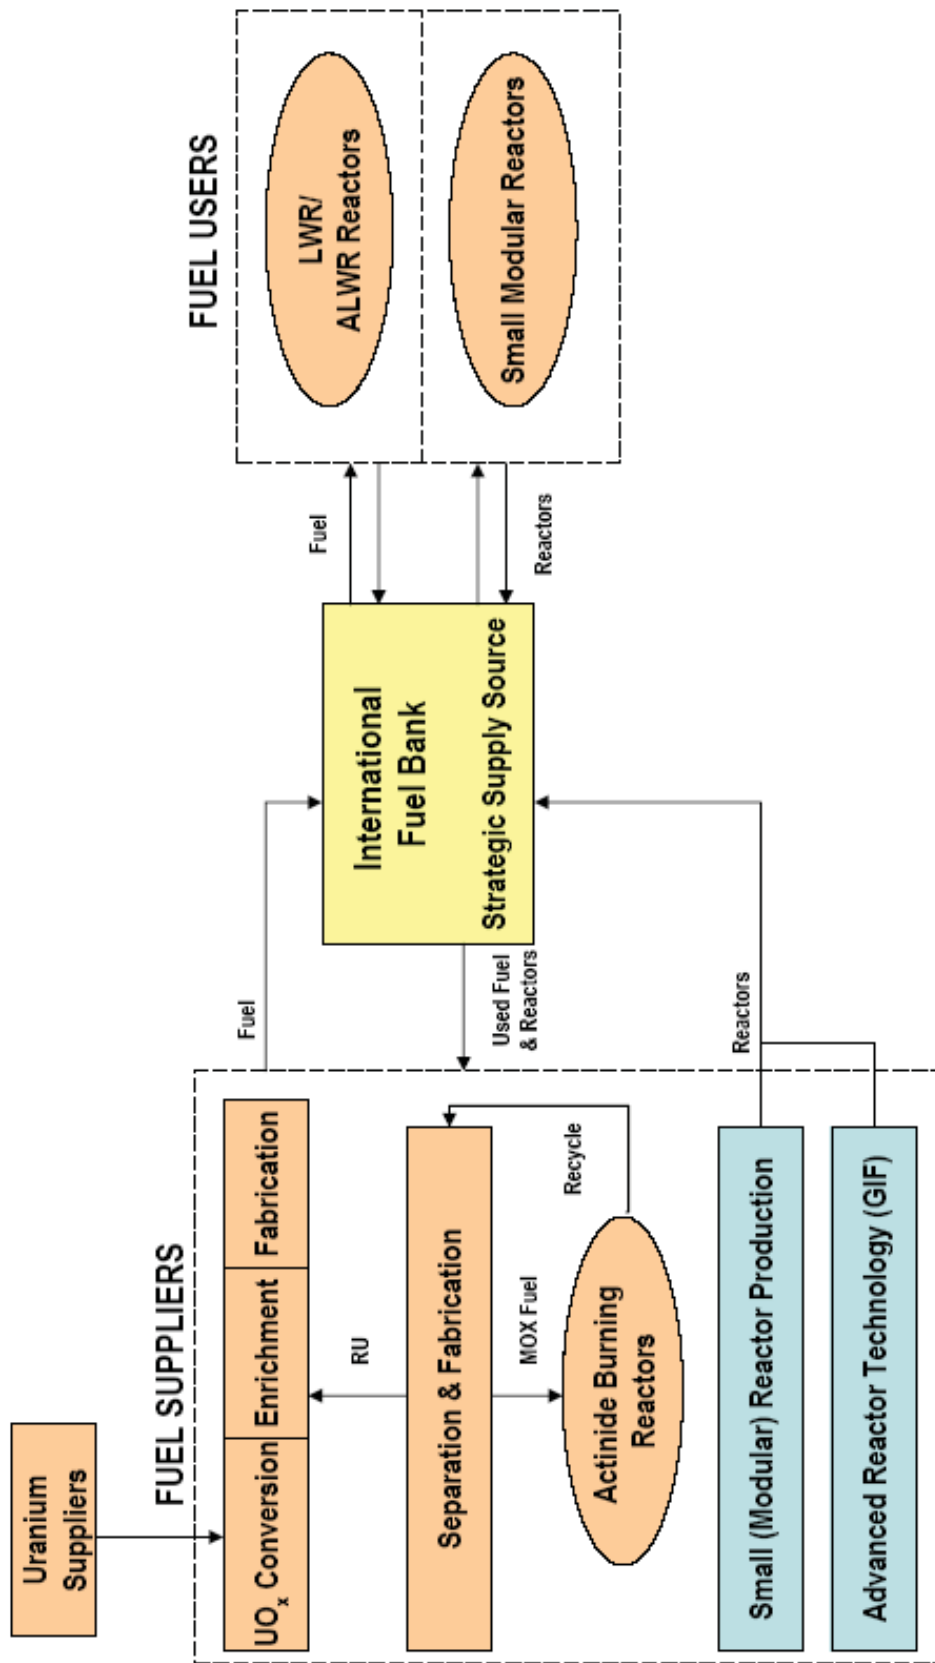 Uranium
Suppliers
FUEL SUPPLIERS
UOx Conversion
Enrichment
Fabrication
RU
Separation & Fabrication
MOX Fuel
Recycle
Actinide Burning
Reactors
Small (Modular) Reactor Production
Advanced Reactor Technology (GIF)
Fuel
Used Fuel
& Reactors
Reactors
International
Fuel Bank
Strategic Supply Source
Fuel
Reactors
FUEL USERS
LWR/
ALWR Reactors
Small Modular Reactors